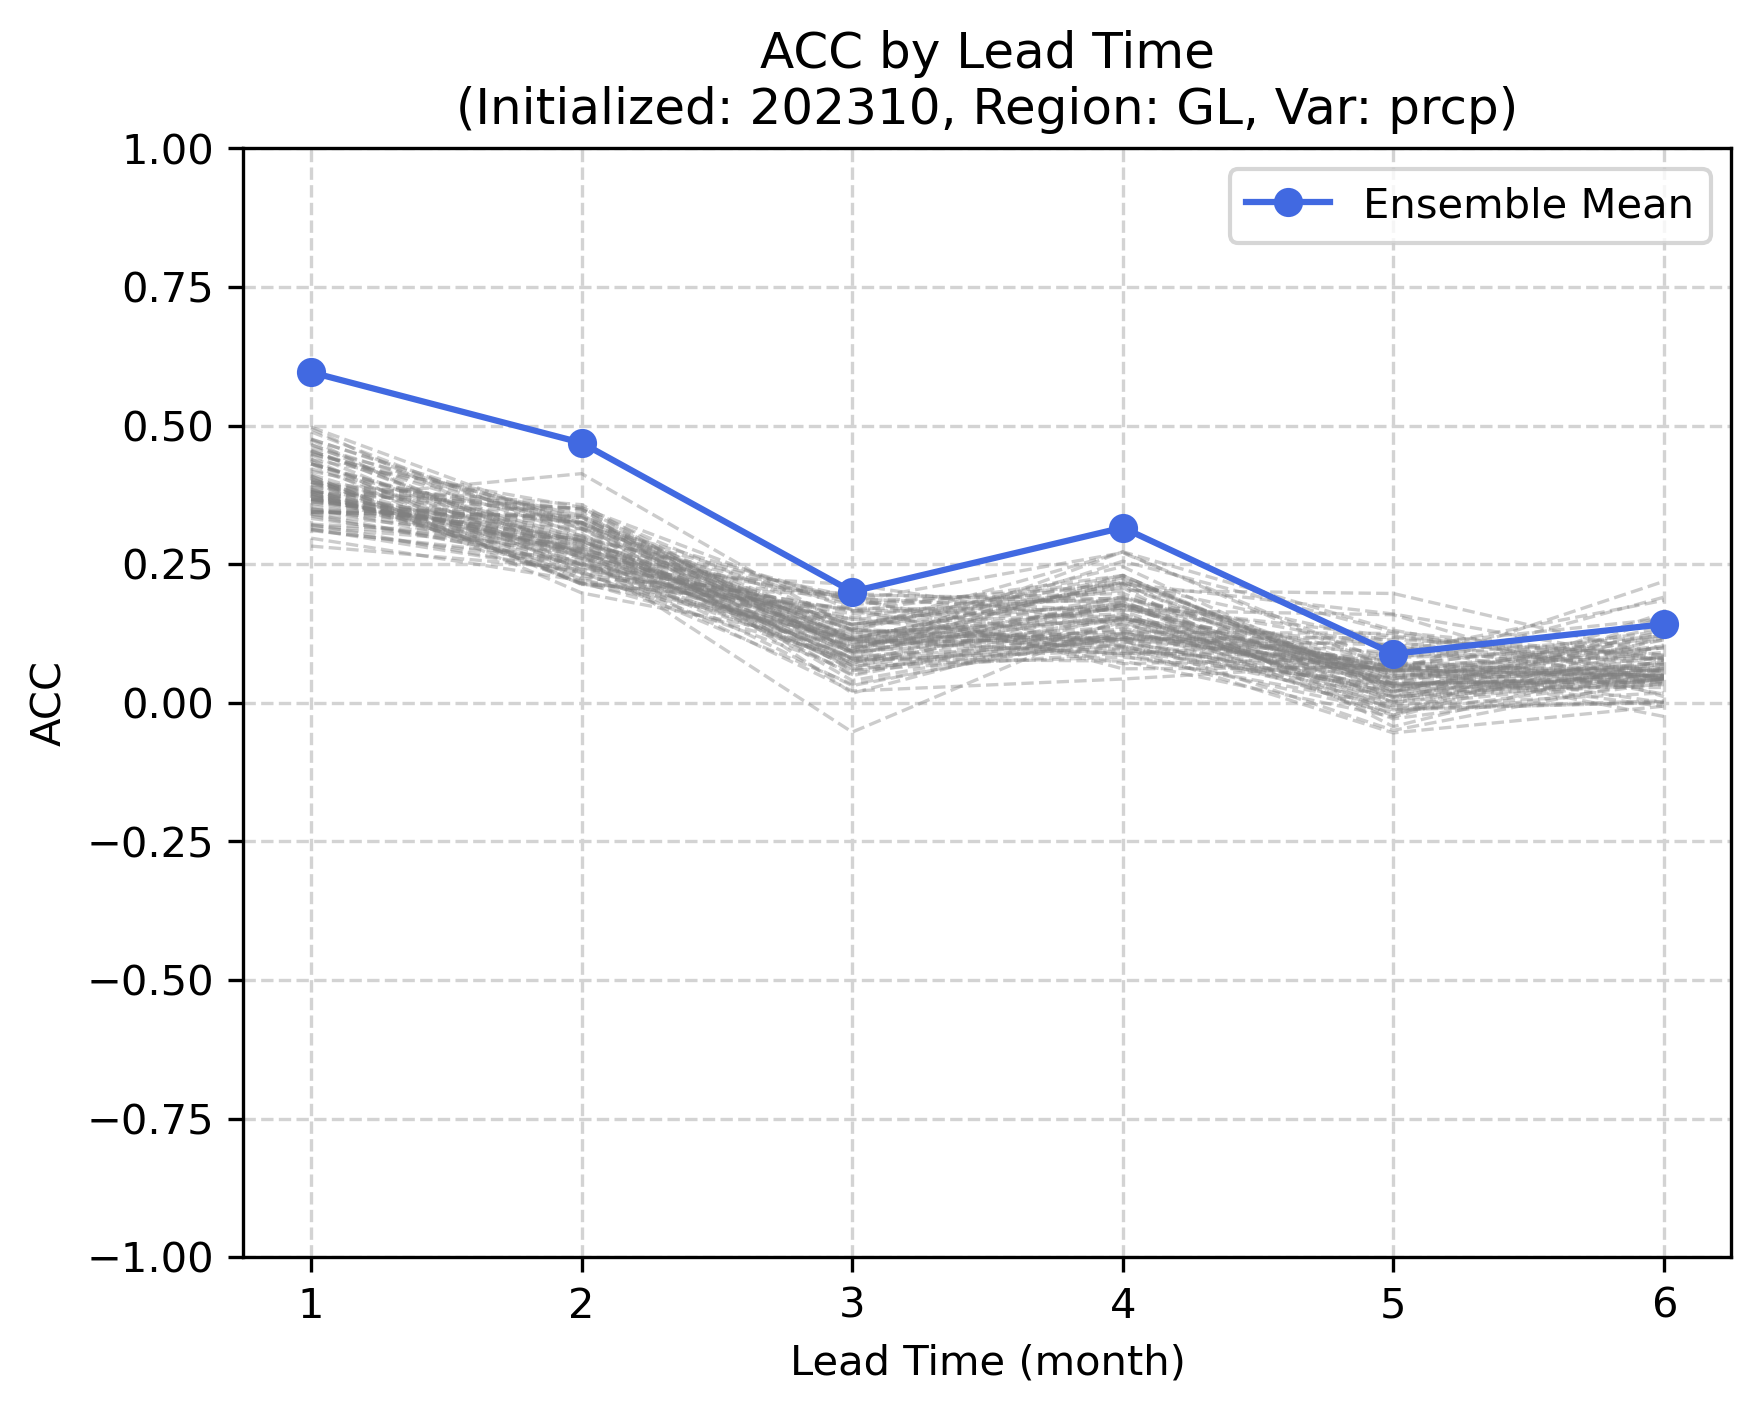 ACC by Lead Time
(Initialized: 202310, Region: GL, Var: prcp)
1.00
0.75
0.50
0.25
0.00
−0.25
−0.50
−0.75
−1.00
ACC
Ensemble Mean
1 2 3 4 5 6
Lead Time (month)